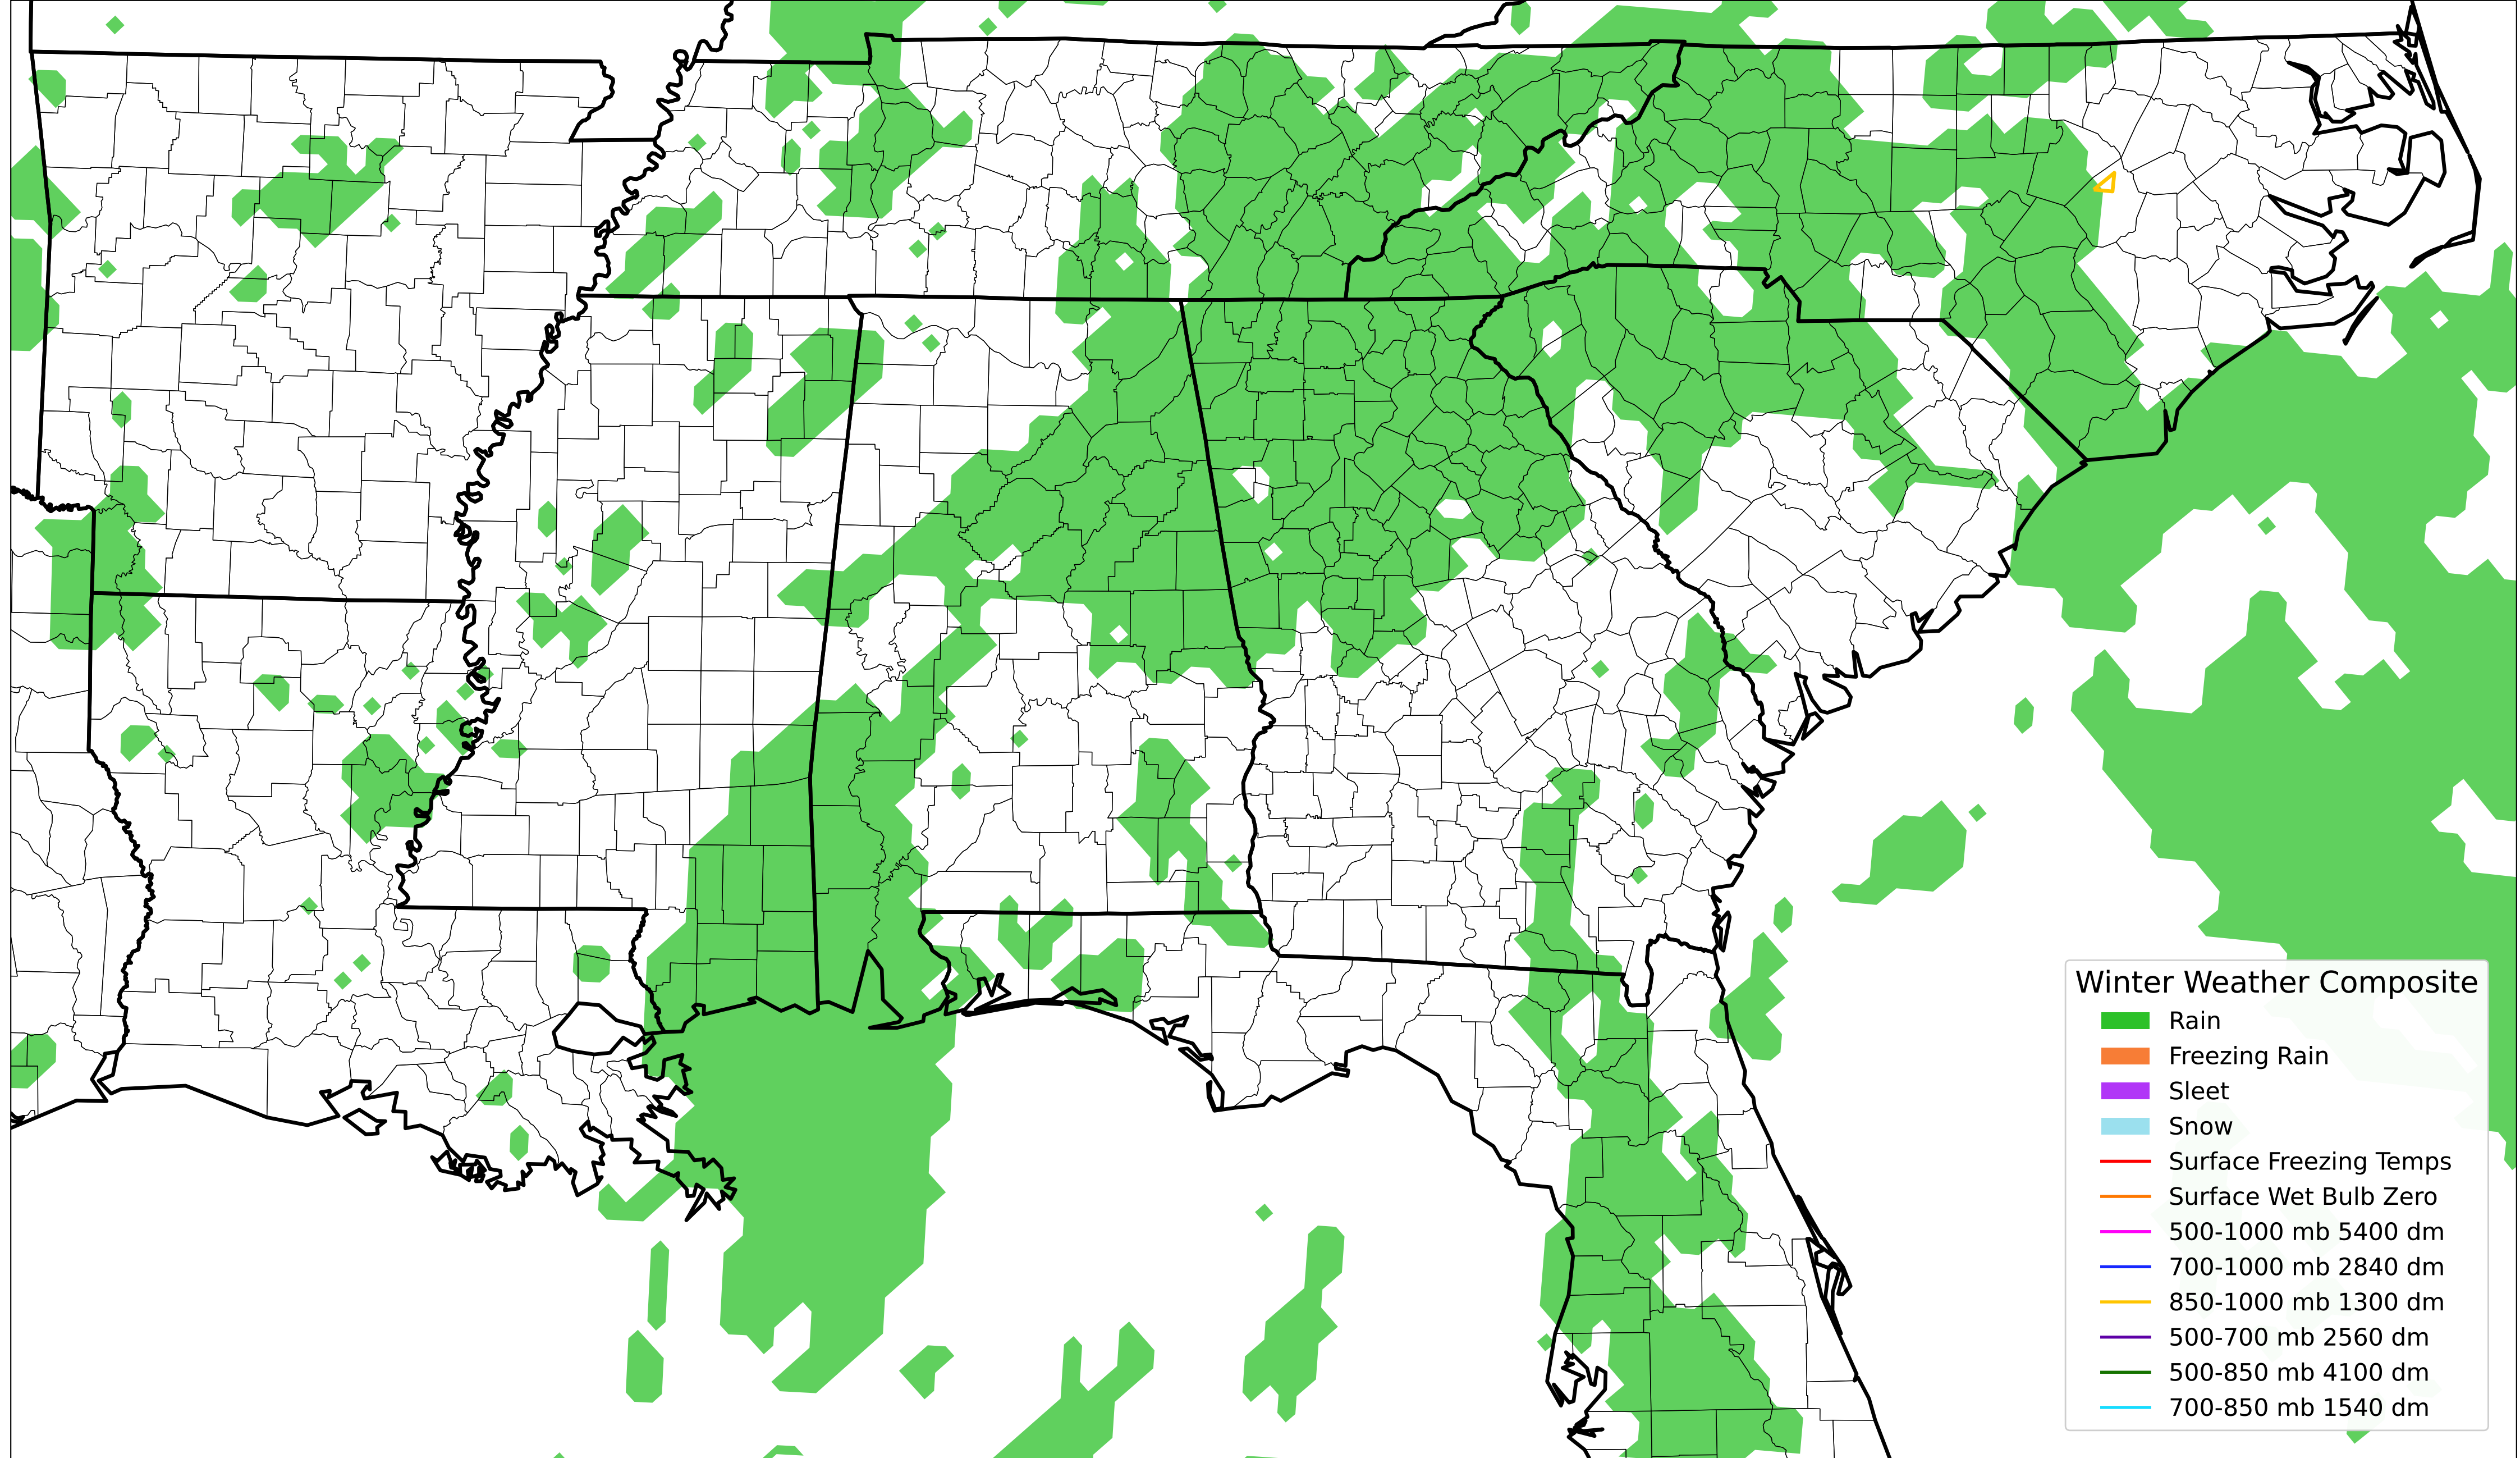 Winter Weather Composite
Rain
Freezing Rain
Sleet
Snow
Surface Freezing Temps
Surface Wet Bulb Zero
500-1000 mb 5400 dm
700-1000 mb 2840 dm
850-1000 mb 1300 dm
500-700 mb 2560 dm
500-850 mb 4100 dm
700-850 mb 1540 dm